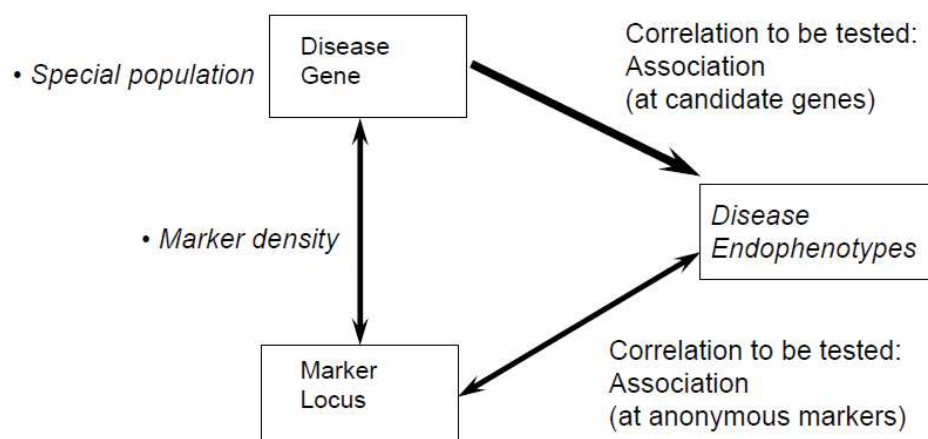 Disease
Gene
• Special population
Correlation to be tested:
Association
(at candidate genes)
Disease
Endophenotypes
• Marker density
Marker
Locus
Correlation to be tested:
Association
(at anonymous markers)